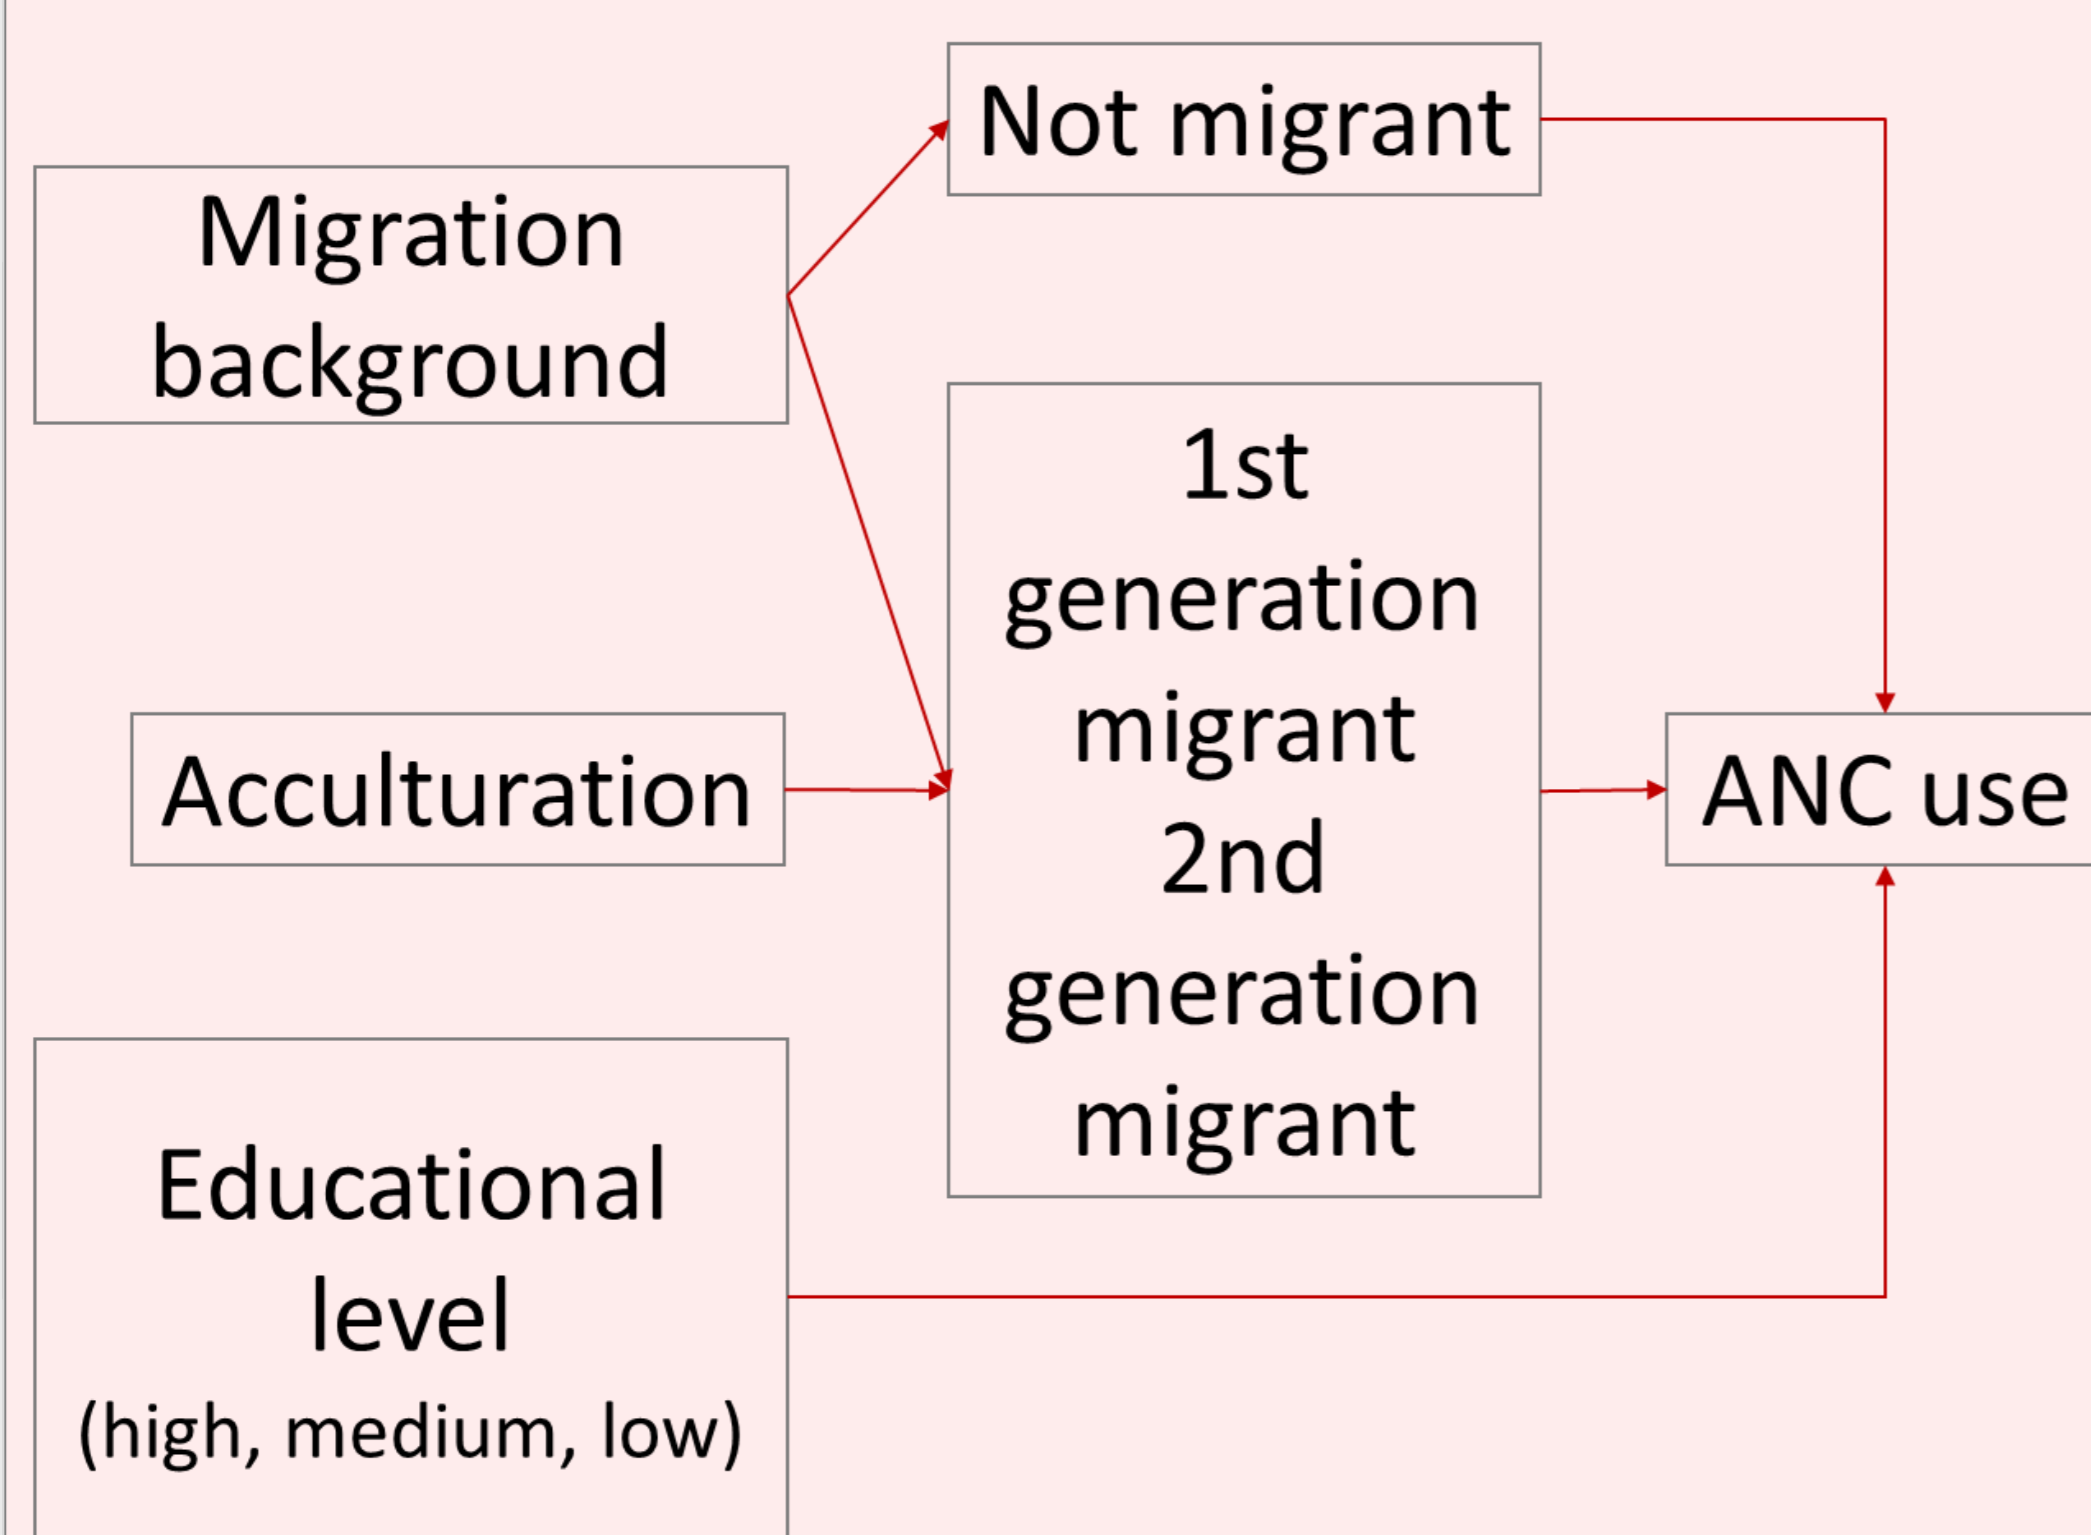 Not migrant
Migration
background
1st
generation
migrant
2nd
generation
migrant
Acculturation
ANC use
Educational
level
(high, medium, low)